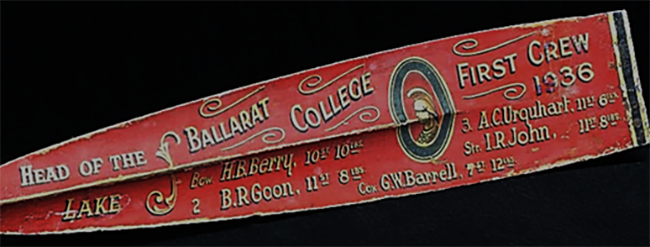 HEAD OF THE
LAKE
BALLARAT COLLEGE
FIRST CREW
1936
Bow H.B.Berry, 10ST 10LBS.
2 B.R.Goon, 11ST 8LBS
3. A.C.Urquhart. 11ST 6LBS.
Str. I.R.John, 11ST 8LBS.
Cox G.W.Barrell, 7ST 12LBS.